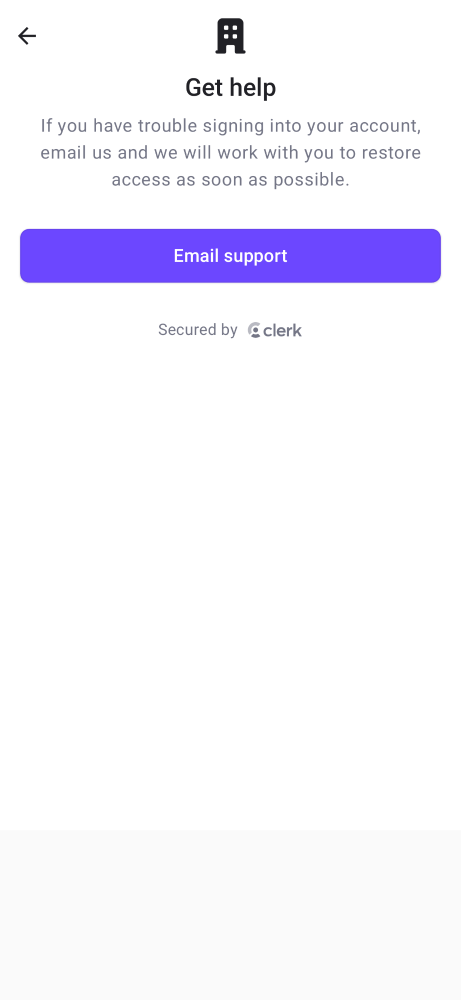 Get help
If you have trouble signing into your account,
email us and we will work with you to restore
access as soon as possible.
Email support
Secured by clerk